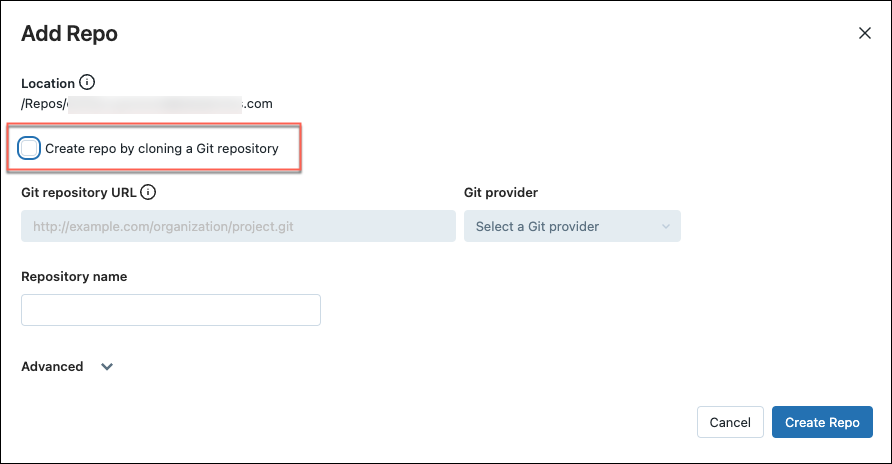 Add Repo
Location
/Repos/ .com
Create repo by cloning a Git repository
Git repository URL
Git provider
http://example.com/organization/project.git
Select a Git provider
Repository name
Advanced
Cancel
Create Repo